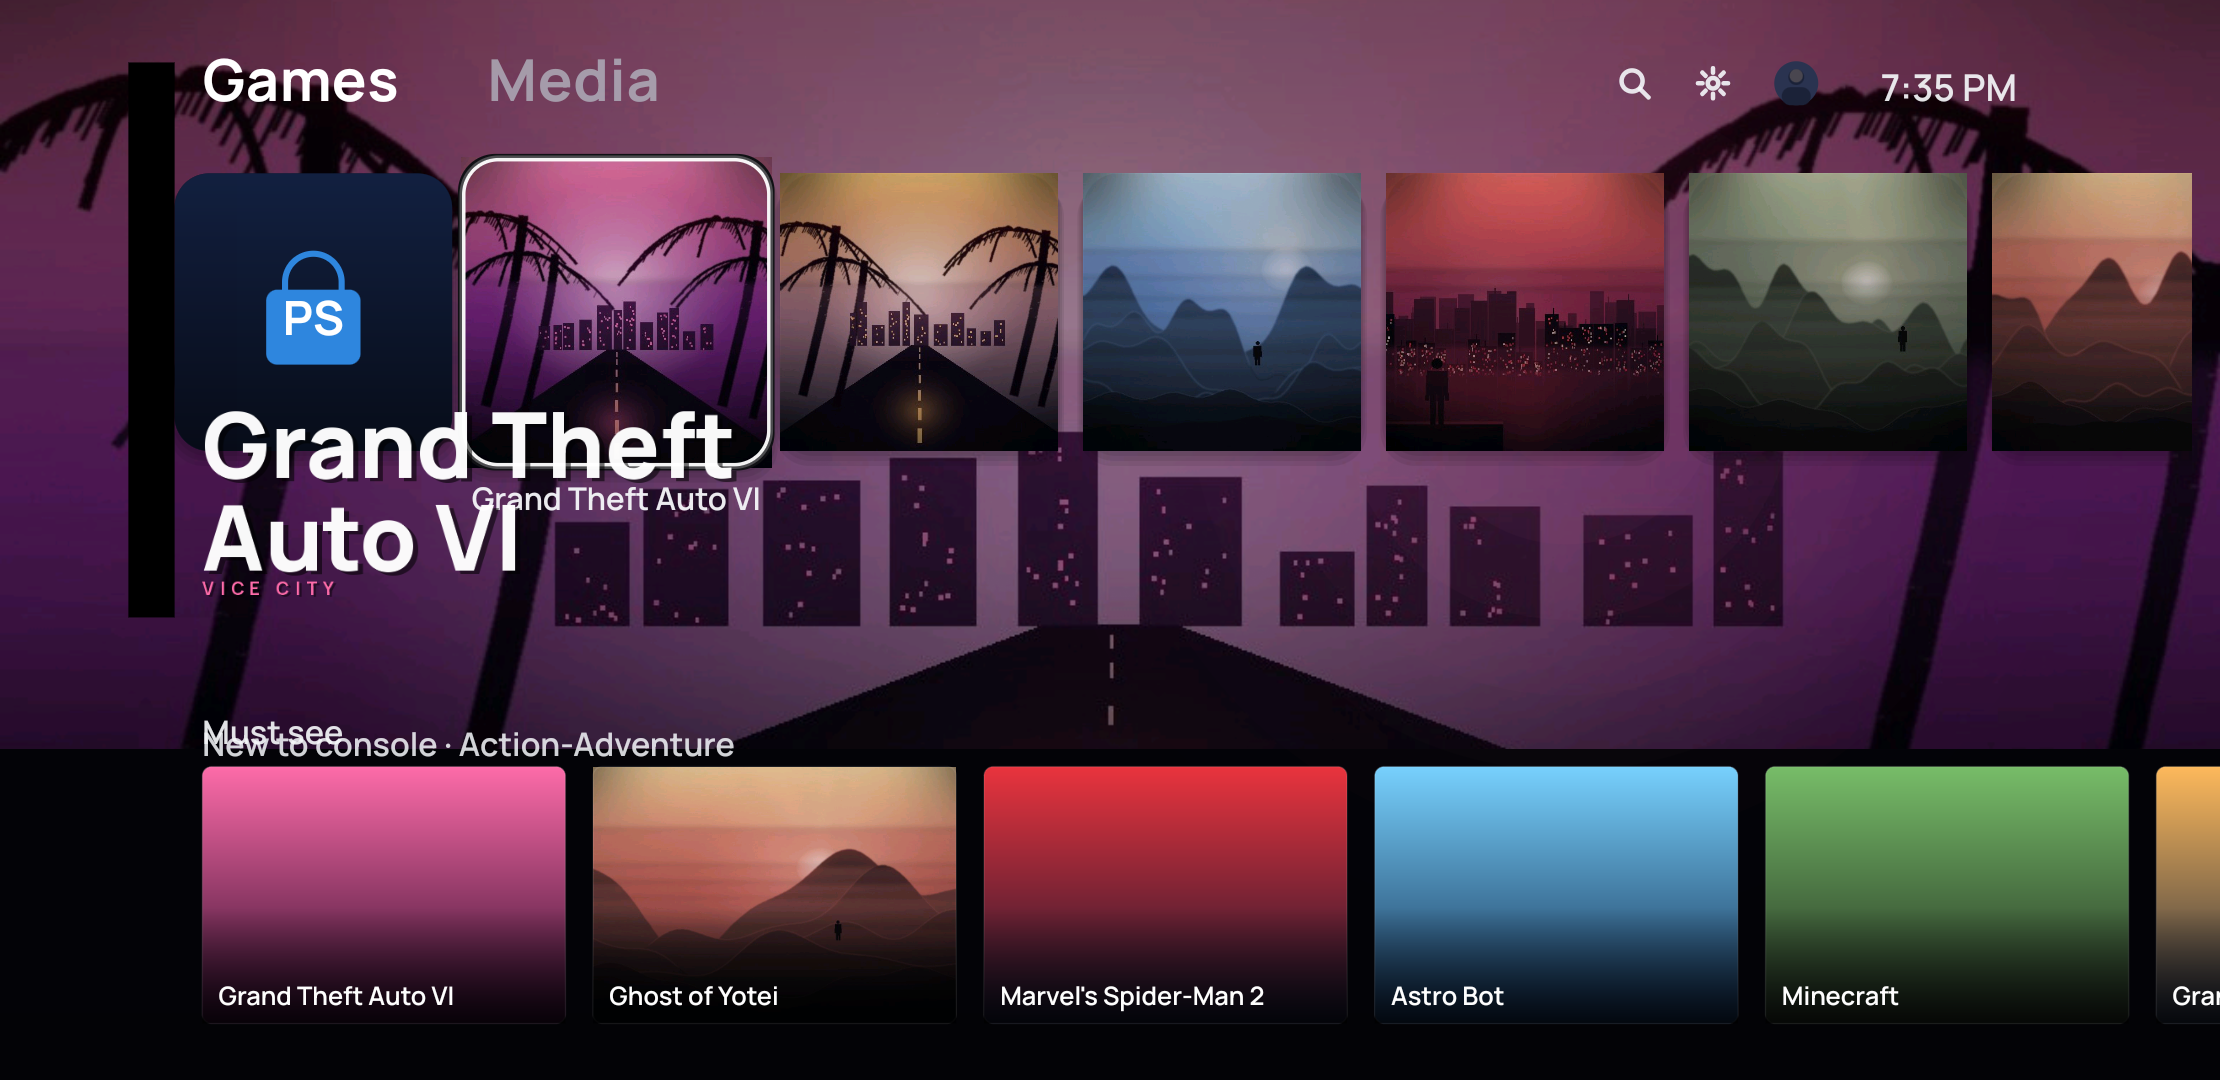 Games
Media
7:35 PM
PS
Grand Theft
Grand Theft Auto VI
Auto VI
VICE CITY
Must see
New to console · Action-Adventure
Grand Theft Auto VI
Ghost of Yotei
Marvel's Spider-Man 2
Astro Bot
Minecraft